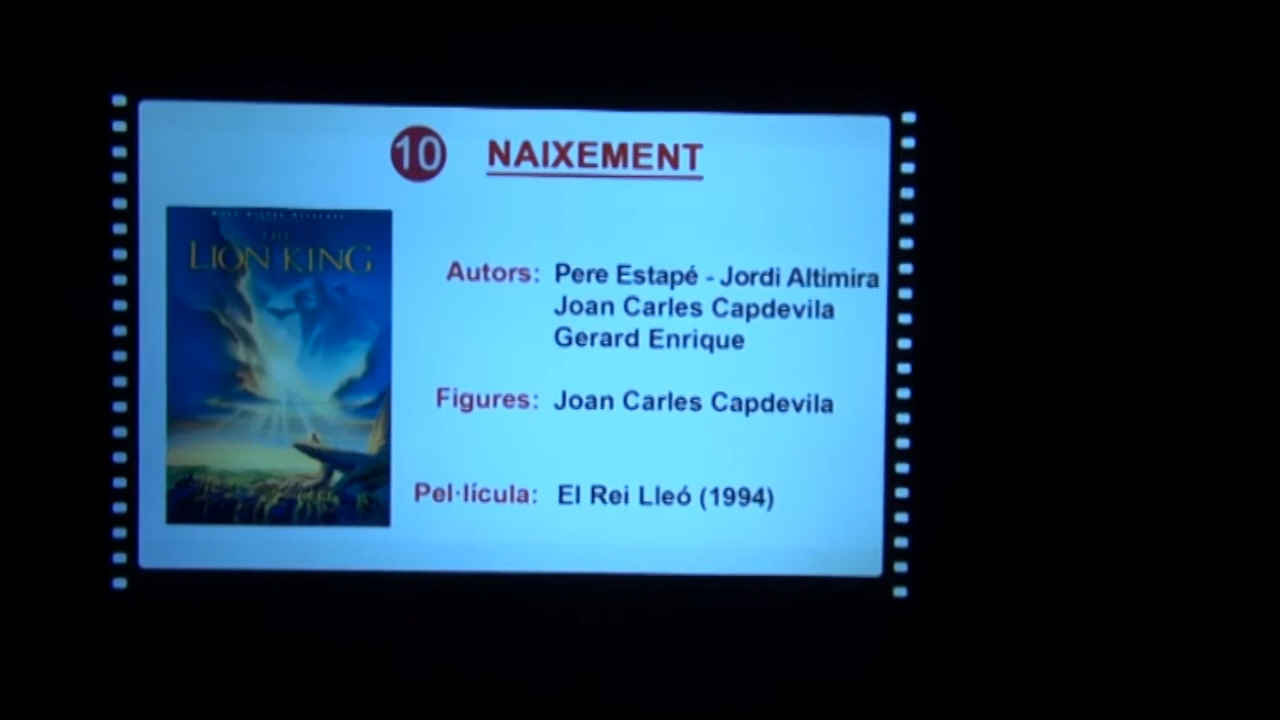 10 NAIXEMENT
THE
LION KING
Autors: Pere Estapé - Jordi Altimira
Joan Carles Capdevila
Gerard Enrique
Figures: Joan Carles Capdevila
Pel·lícula: El Rei Lleó (1994)